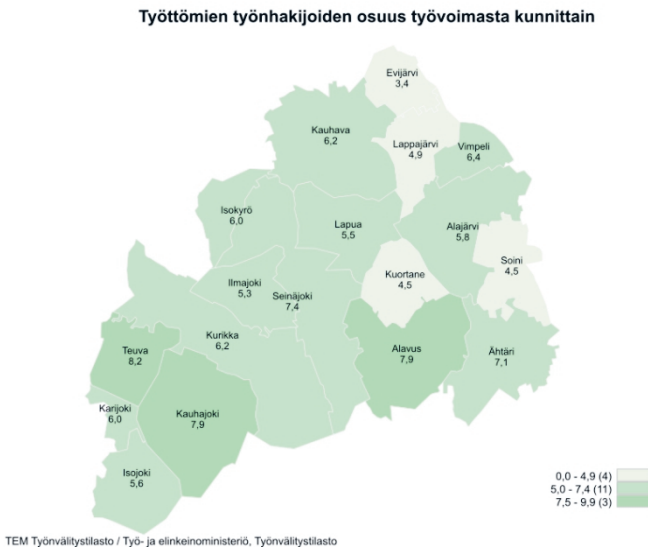 Työttömien työnhakijoiden osuus työvoimasta kunnittain
Evijärvi
3,4
Kauhava
6,2
Lappajärvi
4,9
Vimpeli
6,4
Isokyrö
6,0
Lapua
5,5
Alajärvi
5,8
Soini
4,5
Kuortane
4,5
Ilmajoki
5,3
Seinäjoki
7,4
Kurikka
6,2
Teuva
8,2
Alavus
7,9
Ähtäri
7,1
Karijoki
6,0
Kauhajoki
7,9
Isojoki
5,6
0,0 - 4,9 (4)
5,0 - 7,4 (11)
7,5 - 9,9 (3)
TEM Työnvälitystilasto / Työ- ja elinkeinoministeriö, Työnvälitystilasto